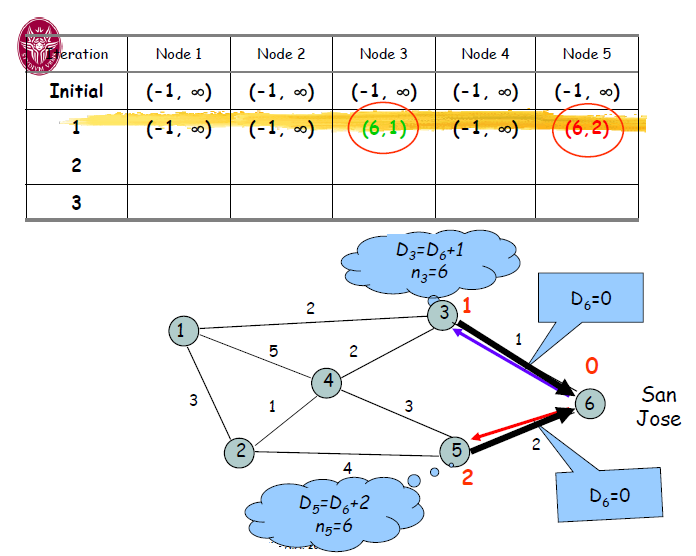 Iteration Node 1 Node 2 Node 3 Node 4 Node 5
Initial (-1, ∞) (-1, ∞) (-1, ∞) (-1, ∞) (-1, ∞)
1 (-1, ∞) (-1, ∞) (6,1) (-1, ∞) (6,2)
2
3
D3=D6+1
n3=6
D6=0
3 1
1
2
1
5
2
4
0
6
San
Jose
3
1
3
2
5
2
4
2
D5=D6+2
n5=6
D6=0